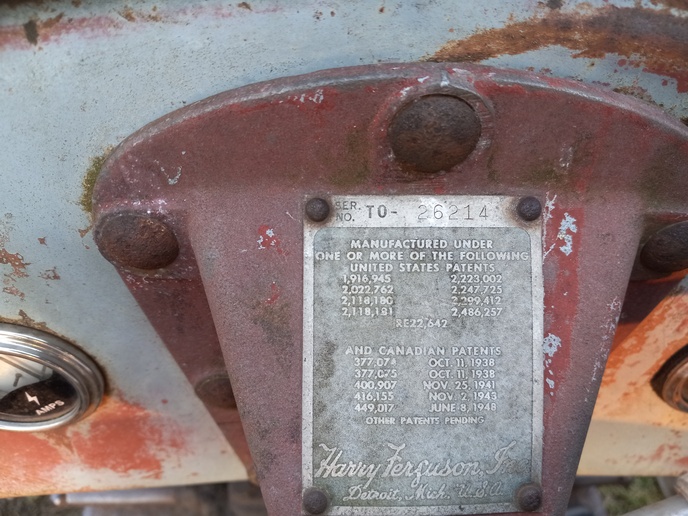 SER. NO. TO- 26214
MANUFACTURED UNDER
ONE OR MORE OF THE FOLLOWING
UNITED STATES PATENTS
1,916,945 2,223,002
2,022,762 2,247,725
2,118,180 2,299,412
2,118,181 2,486,257
RE22,642
AND CANADIAN PATENTS
377,074 OCT. 11, 1938
377,075 OCT. 11, 1938
400,907 NOV. 25, 1941
416,155 NOV. 2, 1943
449,017 JUNE 8, 1948
OTHER PATENTS PENDING
Harry Ferguson, In
Detroit, Mich. U.S.A.
AMPS